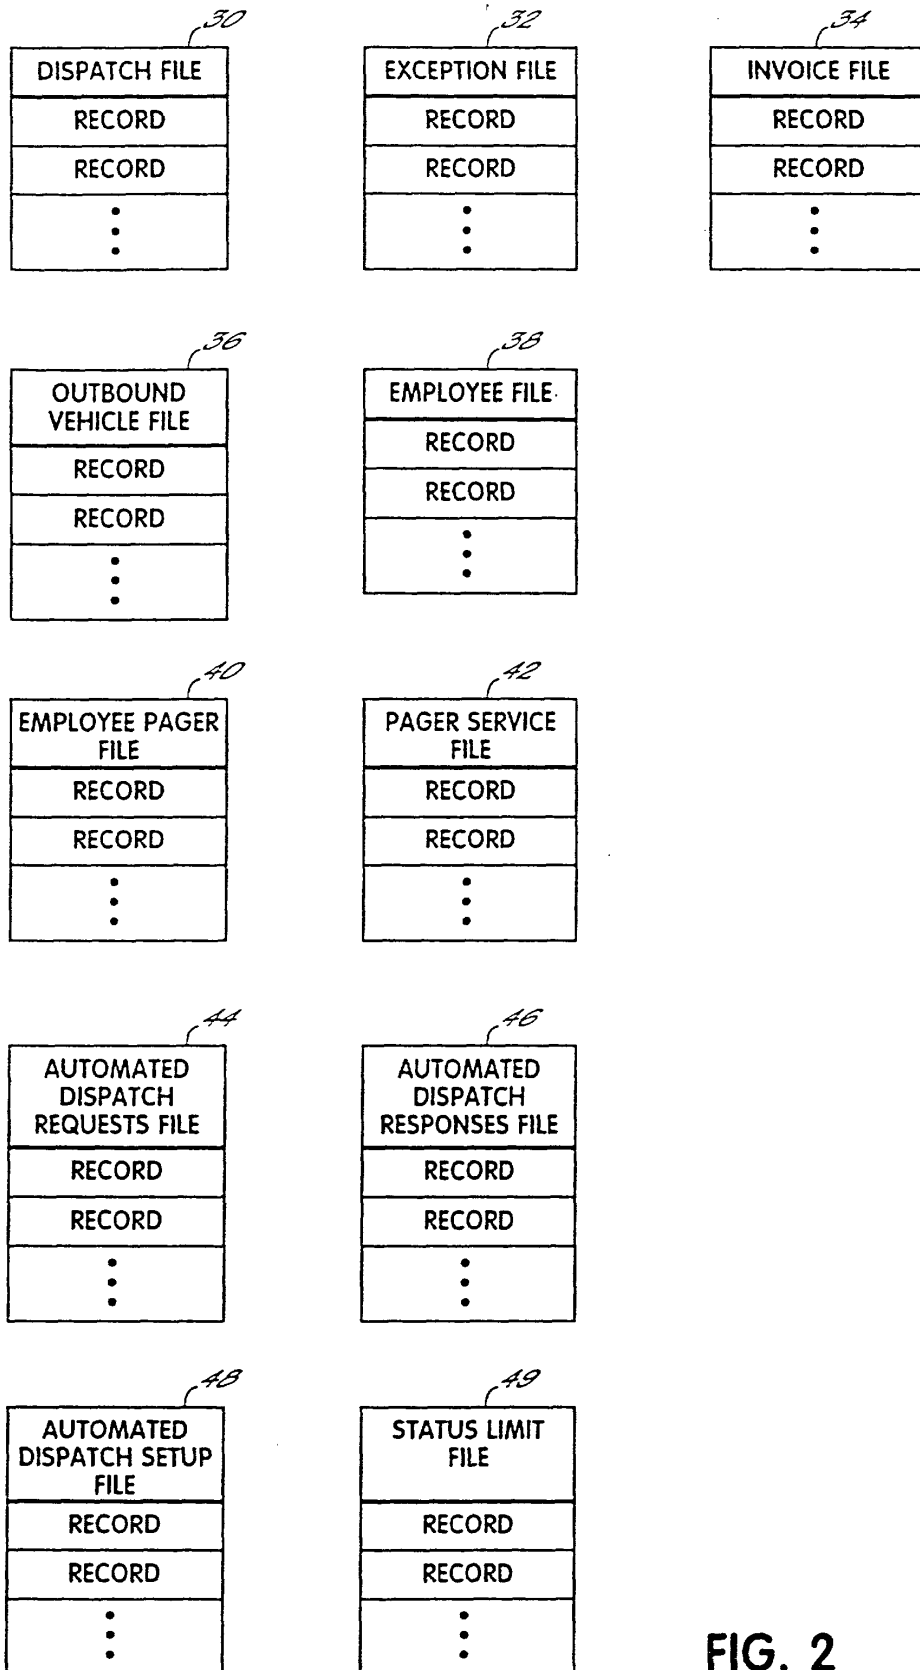 30
DISPATCH FILE
RECORD
RECORD
32
EXCEPTION FILE
RECORD
RECORD
34
INVOICE FILE
RECORD
RECORD
36
OUTBOUND
VEHICLE FILE
RECORD
RECORD
38
EMPLOYEE FILE
RECORD
RECORD
40
EMPLOYEE PAGER
FILE
RECORD
RECORD
42
PAGER SERVICE
FILE
RECORD
RECORD
44
AUTOMATED
DISPATCH
REQUESTS FILE
RECORD
RECORD
46
AUTOMATED
DISPATCH
RESPONSES FILE
RECORD
RECORD
48
AUTOMATED
DISPATCH SETUP
FILE
RECORD
RECORD
49
STATUS LIMIT
FILE
RECORD
RECORD
FIG. 2